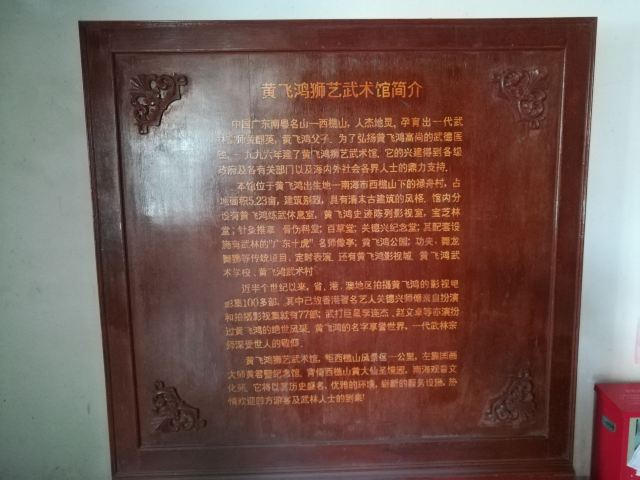 黄飞鸿狮艺武术馆简介
中国广东南粤名山—西樵山，人杰地灵，孕育出一代武
师黄麒英，黄飞鸿父子。为了弘扬黄飞鸿高尚的武德医
一九九六年建了黄飞鸿狮艺武术馆。它的兴建得到各级
政府及各有关部门以及海内外社会各界人士的鼎力支持。
本馆位于黄飞鸿出生地—南海市西樵山下的禄舟村，占
地面积5.23亩，建筑别致，具有清末古建筑的风格。馆内分
设有黄飞鸿练武休息室，黄飞鸿史迹陈列影视室，宝芝林
堂；针灸推拿 骨伤科室；百草堂；关德兴纪念堂；其配套设
施有武林的"广东十虎"名师像亭；黄飞鸿公园；功夫、舞龙
舞狮等传统项目，定时表演。还有黄飞鸿影视城、黄飞鸿武
术学校、黄飞鸿武术村。
近半个世纪以来，省、港、澳地区拍摄黄飞鸿的影视电
影集100多部，其中已故香港著名艺人关德兴师傅亲自扮演
和拍摄影视集就有77部；武打巨星李连杰、赵文卓等亦演扮
过黄飞鸿的绝世风采。黄飞鸿的名字享誉世界，一代武林宗
师深受世人的敬仰。
黄飞鸿狮艺武术馆，距西樵山风景区一公里，左靠国画
大师黄君璧纪念馆，背倚西樵山黄大仙圣境园，南海观音文
化苑。它将以其历史盛名，优雅的环境，崭新的服务设施，热
情欢迎四方游客及武林人士的到来！